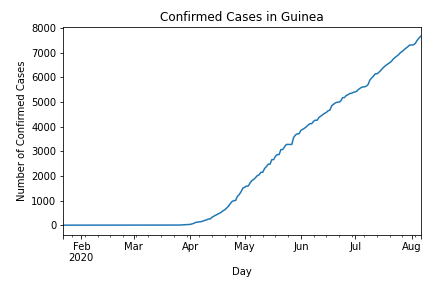 Confirmed Cases in Guinea
8000
7000
6000
5000
4000
3000
2000
1000
0
Number of Confirmed Cases
Feb Mar Apr May Jun Jul Aug
2020
Day